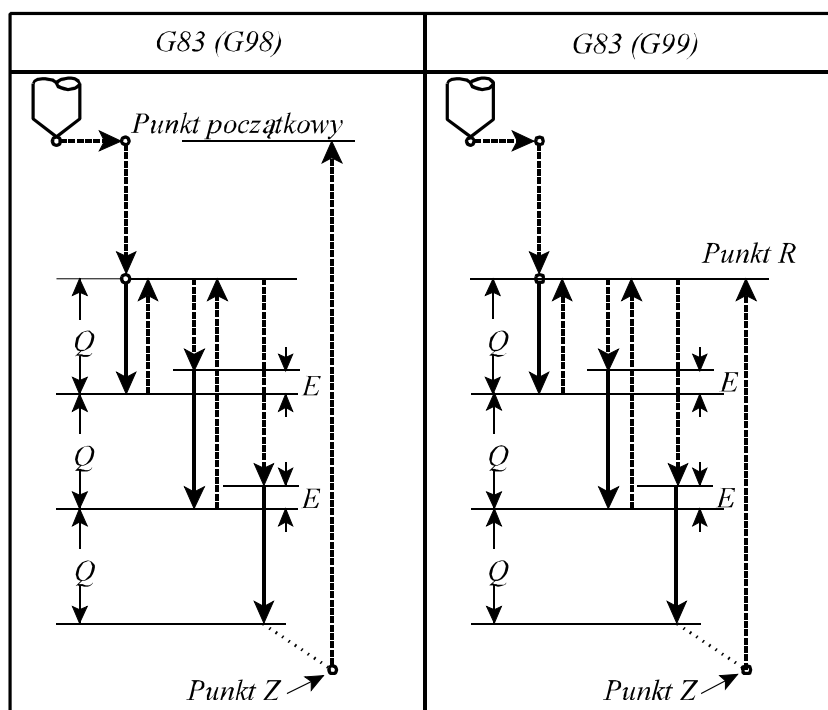 G83 (G98)
G83 (G99)
Punkt początkowy
Q
E
Q
E
Q
Punkt Z
Punkt R
Q
E
Q
E
Q
Punkt Z